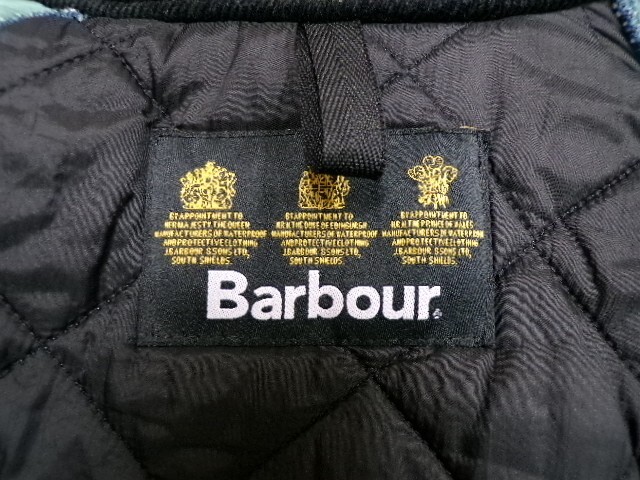 BY APPOINTMENT TO
HER MAJESTY THE QUEEN
MANUFACTURERS OF WATERPROOF
AND PROTECTIVE CLOTHING
J.BARBOUR & SONS LTD.
SOUTH SHIELDS.
BY APPOINTMENT TO
H.R.H. THE DUKE OF EDINBURGH
MANUFACTURERS OF WATERPROOF
AND PROTECTIVE CLOTHING
J.BARBOUR & SONS LTD.
SOUTH SHIELDS.
BY APPOINTMENT TO
H.R.H. THE PRINCE OF WALES
MANUFACTURERS OF WATERPROOF
AND PROTECTIVE CLOTHING
J.BARBOUR & SONS LTD.
SOUTH SHIELDS.
Barbour